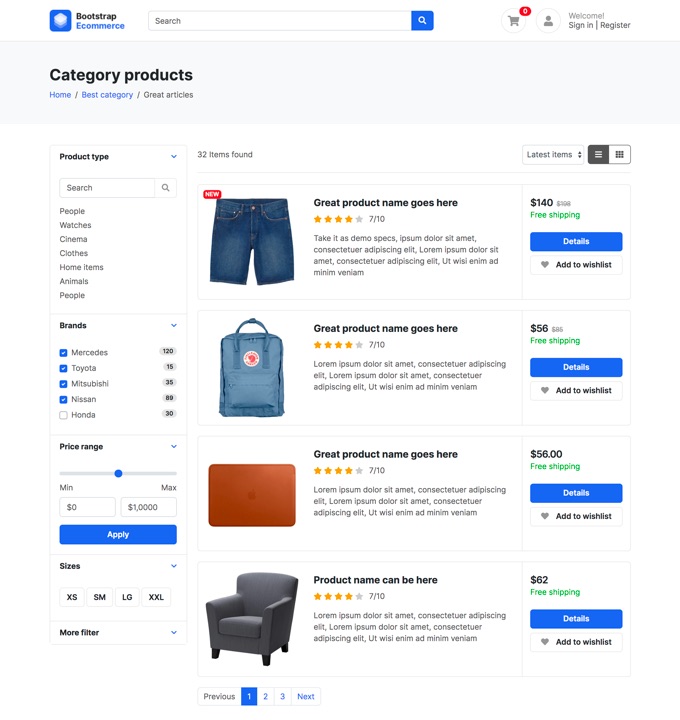 Bootstrap
Ecommerce
Search
0
Welcome!
Sign in | Register
Category products
Home / Best category / Great articles
Product type
Search
People
Watches
Cinema
Clothes
Home items
Animals
People
Brands
Mercedes 120
Toyota 15
Mitsubishi 35
Nissan 89
Honda 30
Price range
Min Max
$0 $1,0000
Apply
Sizes
XS SM LG XXL
More filter
32 Items found
Latest items
NEW
Great product name goes here
7/10
Take it as demo specs, ipsum dolor sit amet,
consectetuer adipiscing elit, Lorem ipsum dolor sit
amet, consectetuer adipiscing elit, Ut wisi enim ad
minim veniam
$140 $198
Free shipping
Details
Add to wishlist
Great product name goes here
7/10
Lorem ipsum dolor sit amet, consectetuer adipiscing
elit, Lorem ipsum dolor sit amet, consectetuer adipiscing
elit, Ut wisi enim ad minim veniam
$56 $85
Free shipping
Details
Add to wishlist
Great product name goes here
7/10
Lorem ipsum dolor sit amet, consectetuer adipiscing
elit, Lorem ipsum dolor sit amet, consectetuer adipiscing
elit, Ut wisi enim ad minim veniam
$56.00
Free shipping
Details
Add to wishlist
Product name can be here
7/10
Lorem ipsum dolor sit amet, consectetuer adipiscing
elit, Lorem ipsum dolor sit amet, consectetuer adipiscing
elit, Ut wisi enim ad minim veniam
$62
Free shipping
Details
Add to wishlist
Previous 1 2 3 Next